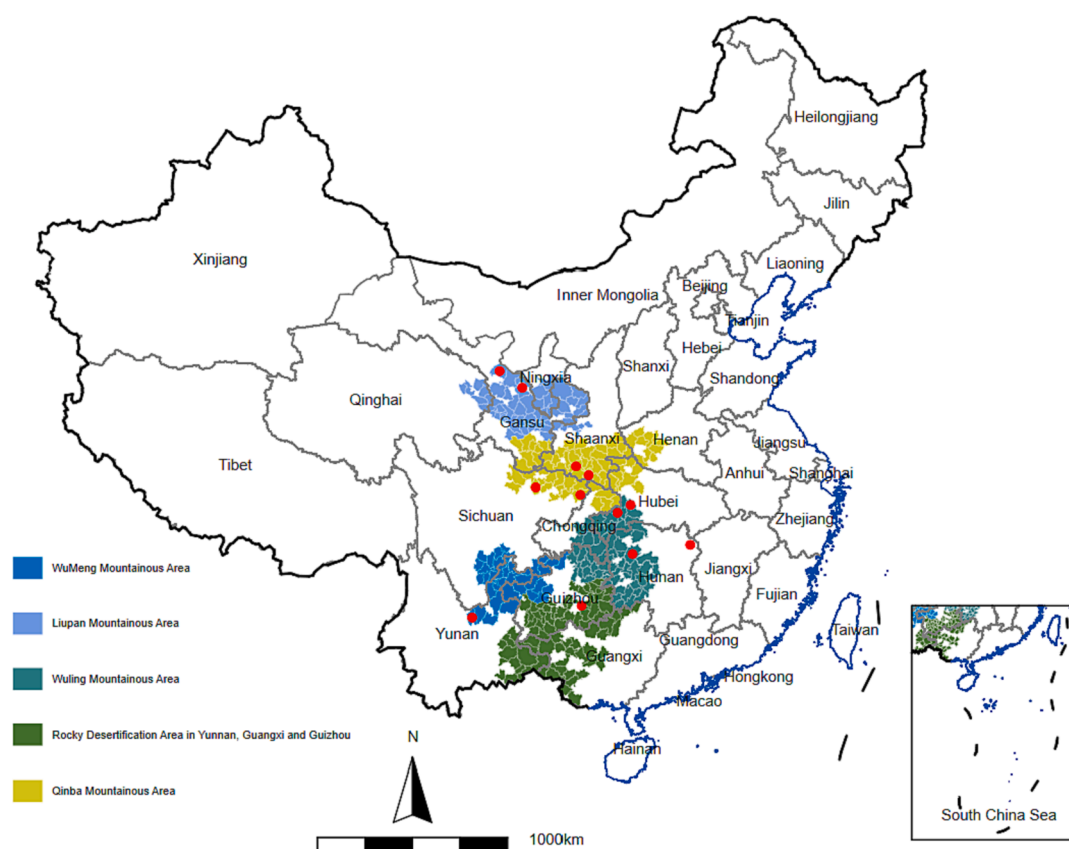 Heilongjiang
Jilin
Xinjiang
Liaoning
Beijing
Inner Mongolia
Tianjin
Hebei
Shanxi
Ningxia
Shandong
Qinghai
Gansu
Shaanxi
Henan
Jiangsu
Tibet
Anhui
Shanghai
Hubei
Sichuan
Zhejiang
Chongqing
WuMeng Mountainous Area
Hunan
Jiangxi
Guizhou
Fujian
Liupan Mountainous Area
Yunan
Guangdong
Taiwan
Guangxi
Wuling Mountainous Area
Hongkong
Macao
Rocky Desertification Area in Yunnan, Guangxi and Guizhou
N
Hainan
Qinba Mountainous Area
South China Sea
1000km